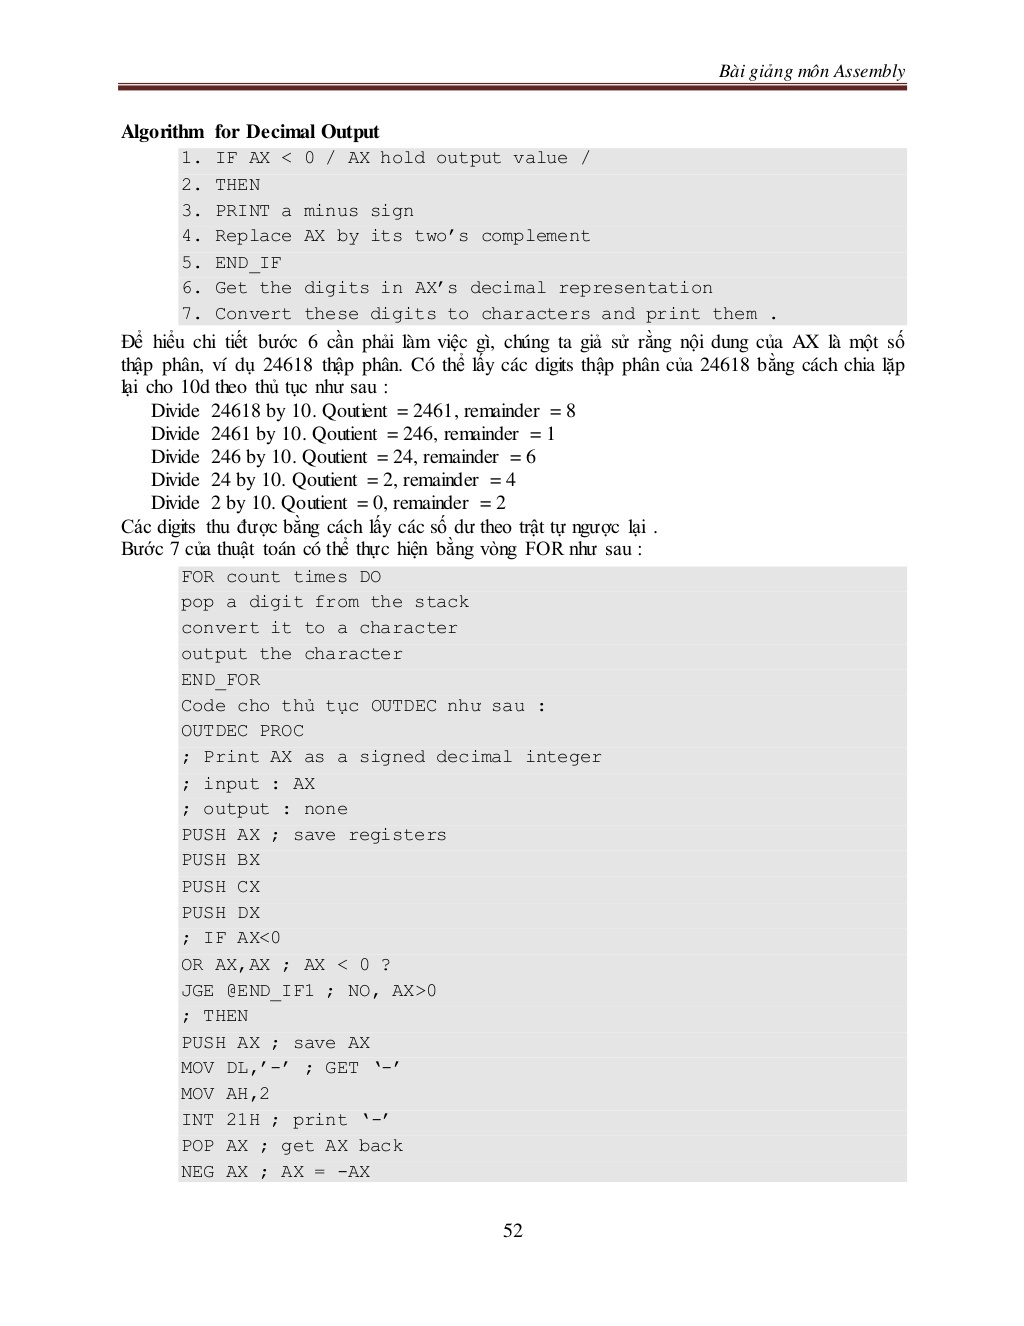 Bài giảng môn Assembly
Algorithm for Decimal Output
1. IF AX < 0 / AX hold output value /
2. THEN
3. PRINT a minus sign
4. Replace AX by its two’s complement
5. END_IF
6. Get the digits in AX’s decimal representation
7. Convert these digits to characters and print them .
Để hiểu chi tiết bước 6 cần phải làm việc gì, chúng ta giả sử rằng nội dung của AX là một số
thập phân, ví dụ 24618 thập phân. Có thể lấy các digits thập phân của 24618 bằng cách chia lặp
lại cho 10d theo thủ tục như sau :
Divide 24618 by 10. Qoutient = 2461, remainder = 8
Divide 2461 by 10. Qoutient = 246, remainder = 1
Divide 246 by 10. Qoutient = 24, remainder = 6
Divide 24 by 10. Qoutient = 2, remainder = 4
Divide 2 by 10. Qoutient = 0, remainder = 2
Các digits thu được bằng cách lấy các số dư theo trật tự ngược lại .
Bước 7 của thuật toán có thể thực hiện bằng vòng FOR như sau :
FOR count times DO
pop a digit from the stack
convert it to a character
output the character
END_FOR
Code cho thủ tục OUTDEC như sau :
OUTDEC PROC
; Print AX as a signed decimal integer
; input : AX
; output : none
PUSH AX ; save registers
PUSH BX
PUSH CX
PUSH DX
; IF AX<0
OR AX,AX ; AX < 0 ?
JGE @END_IF1 ; NO, AX>0
; THEN
PUSH AX ; save AX
MOV DL,’-’ ; GET ‘-’
MOV AH,2
INT 21H ; print ‘-’
POP AX ; get AX back
NEG AX ; AX = -AX
52